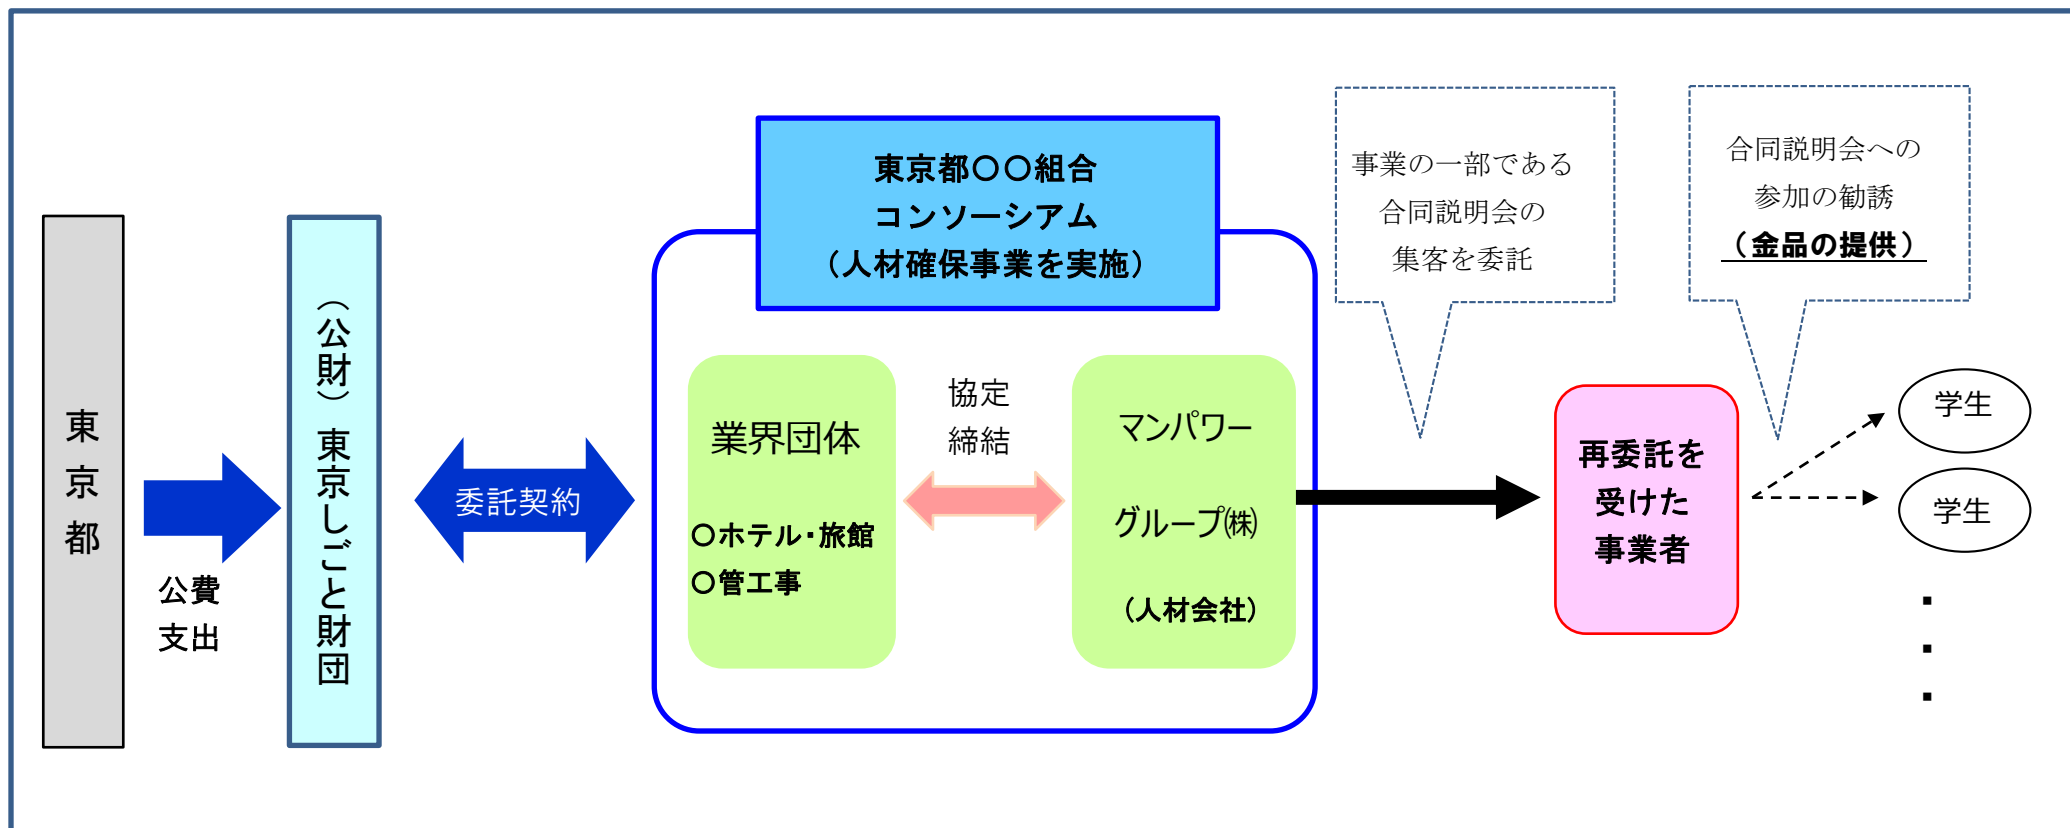 東京都
公費
支出
（公財）東京しごと財団
委託契約
東京都〇〇組合
コンソーシアム
（人材確保事業を実施）
業界団体
〇ホテル・旅館
〇管工事
協定
締結
マンパワー
グループ㈱
（人材会社）
事業の一部である
合同説明会の
集客を委託
再委託を
受けた
事業者
合同説明会への
参加の勧誘
（金品の提供）
学生
学生
・
・
・